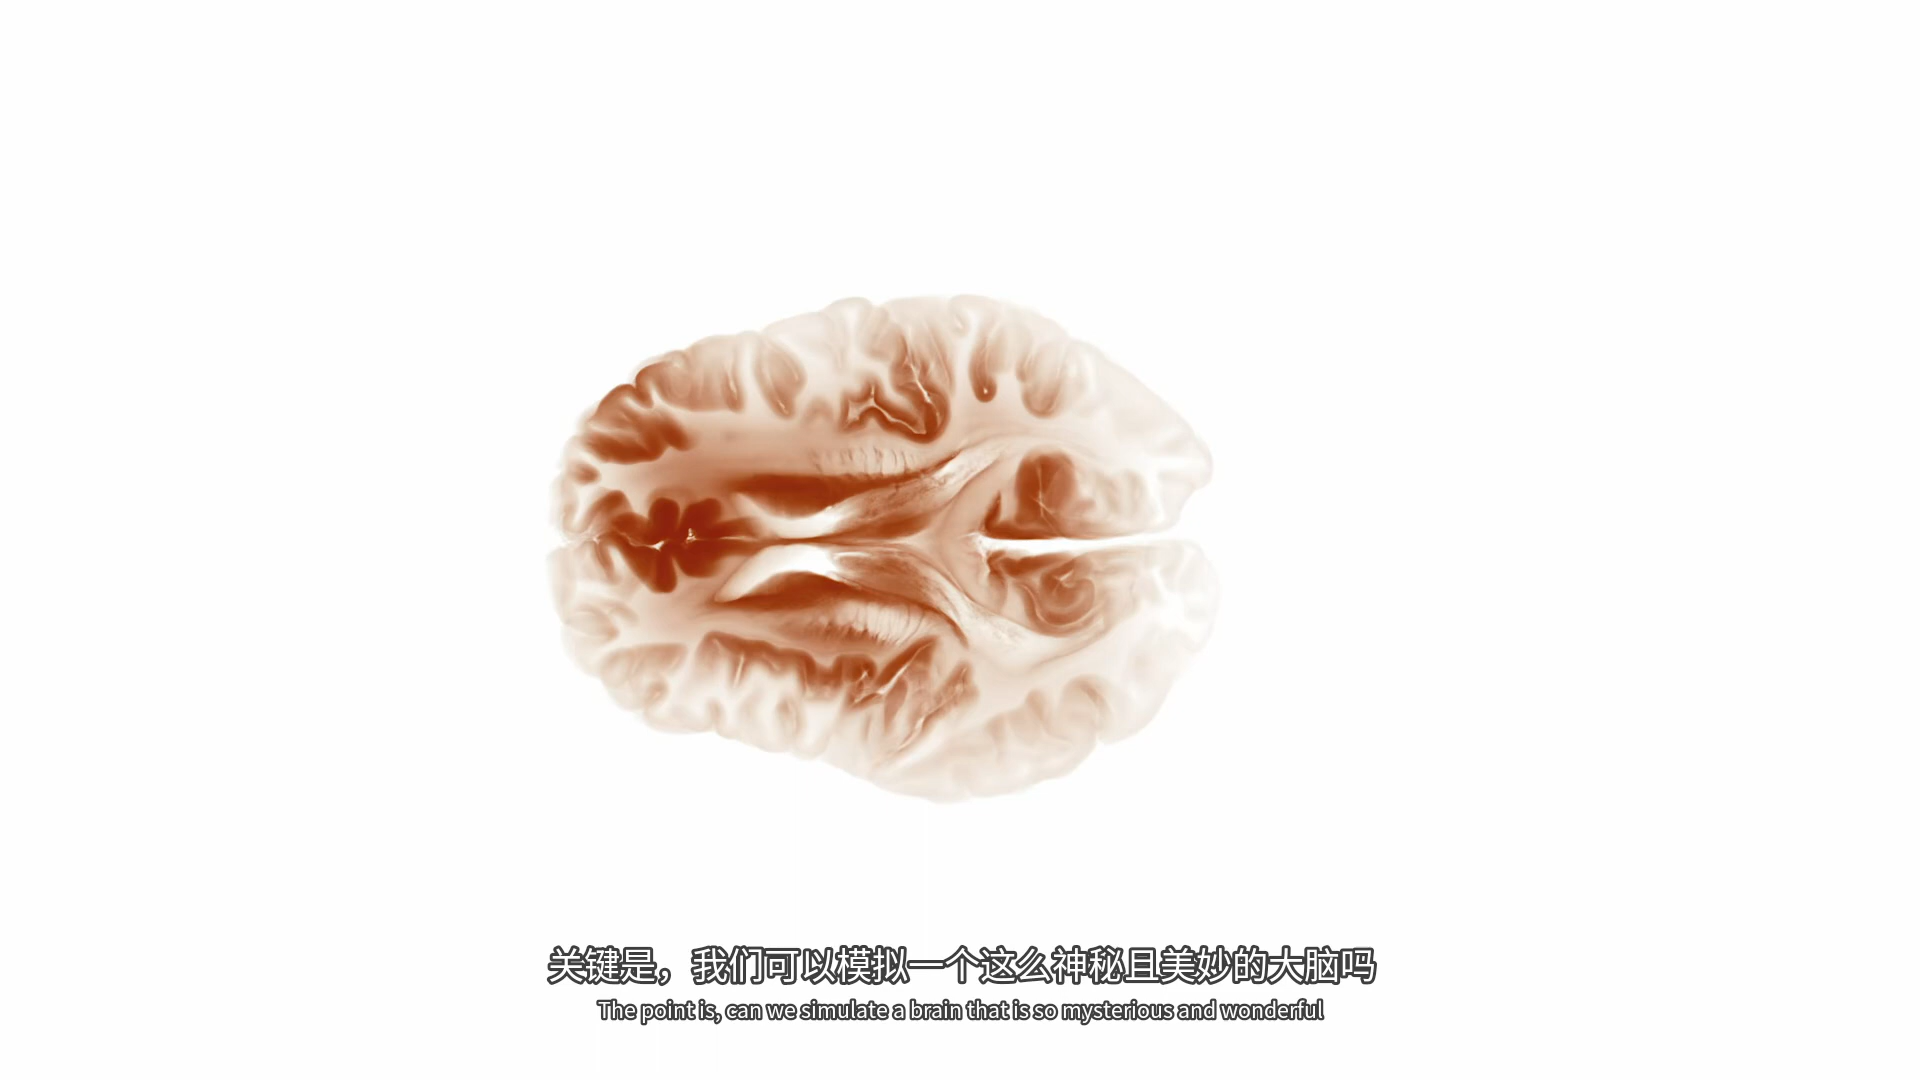 关键是，我们可以模拟一个这么神秘且美妙的大脑吗
The point is, can we simulate a brain that is so mysterious and wonderful